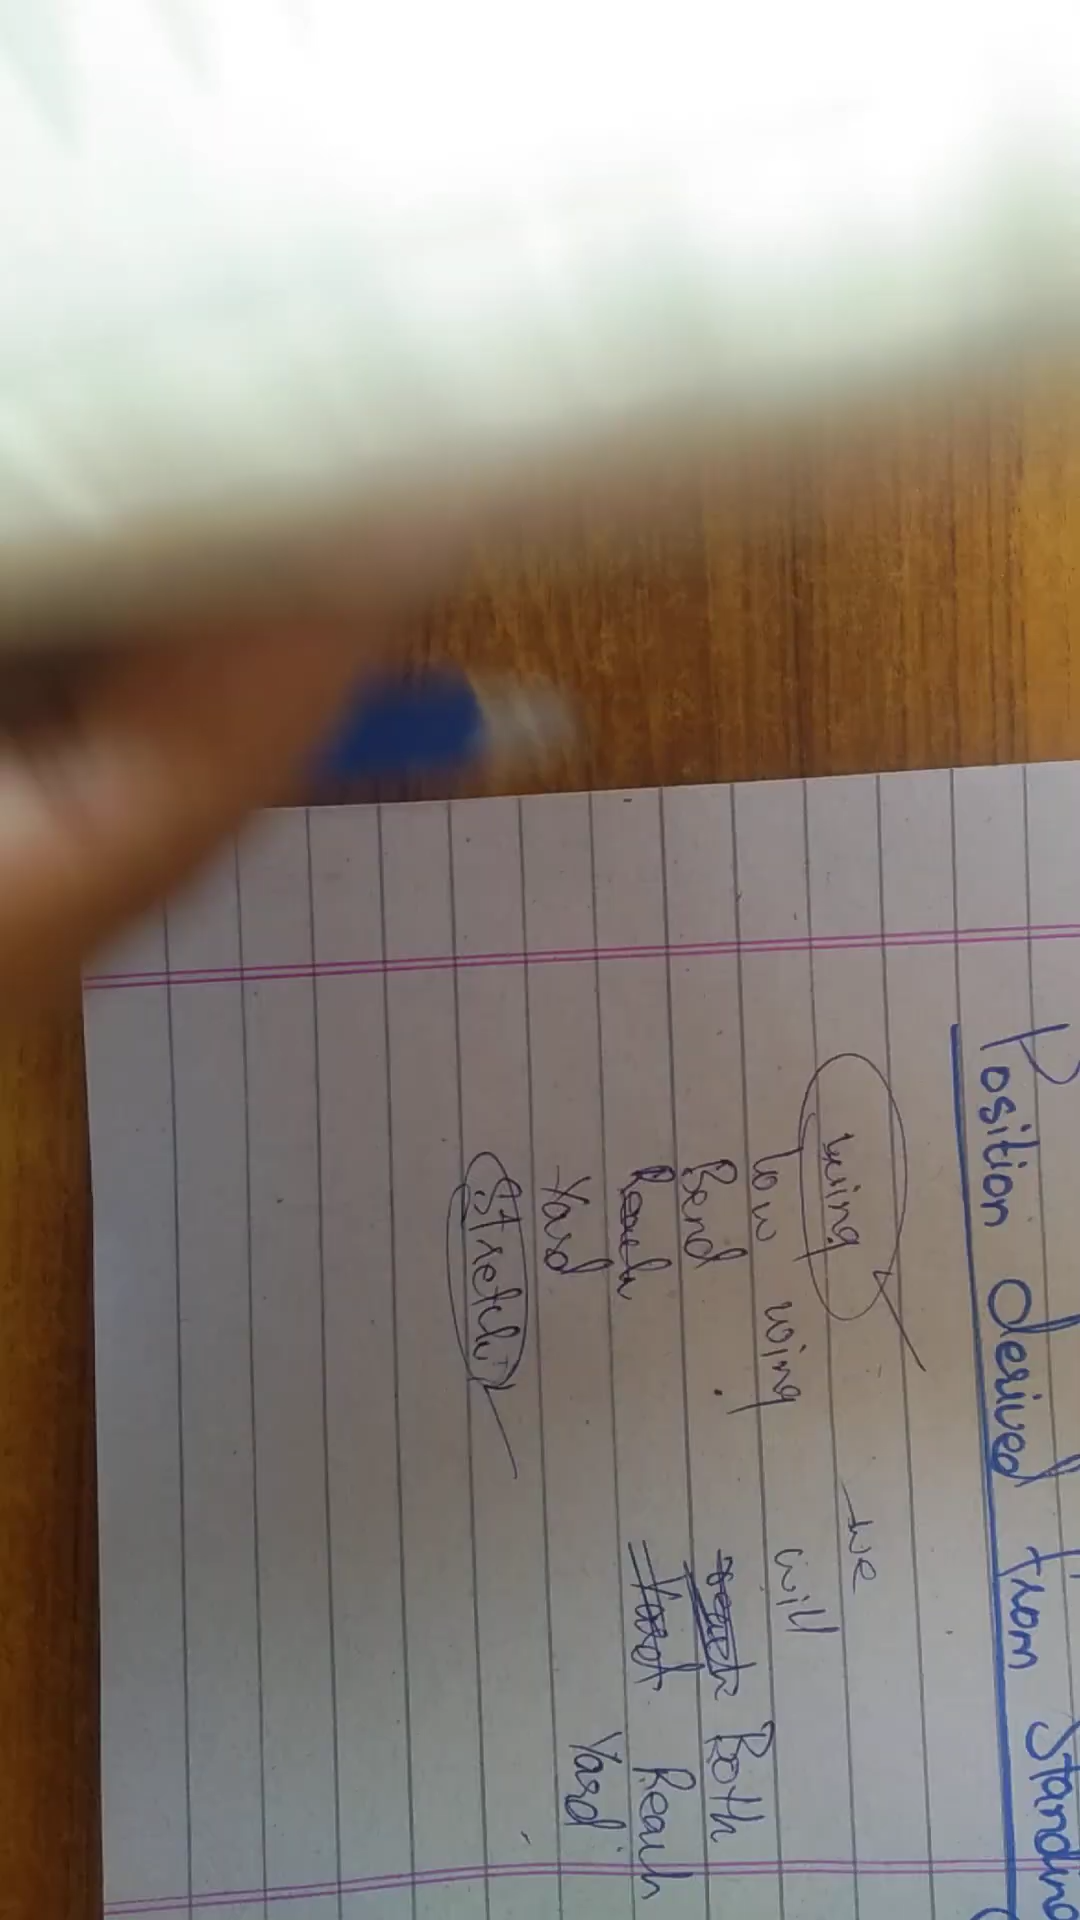 Position derived from Standing
wing we
Low wing will
Bend Both
Reach Reach
Yard Yard
Stretch